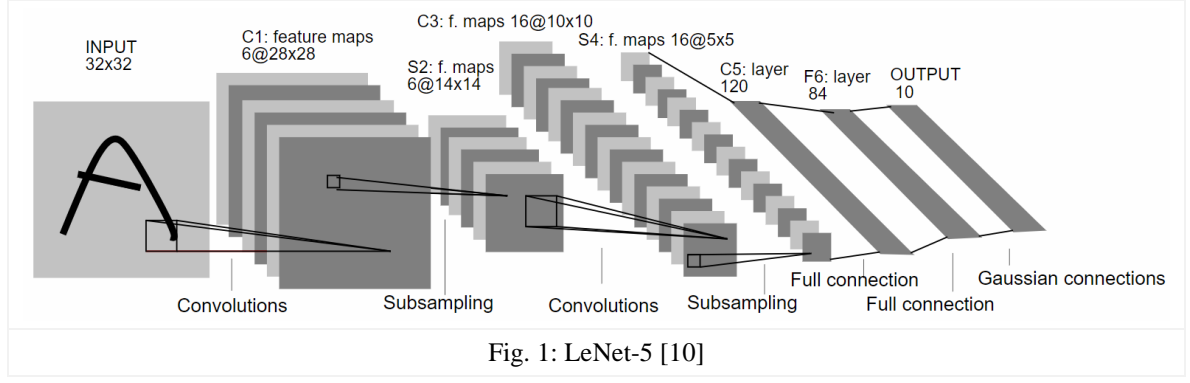 INPUT
32x32
C1: feature maps
6@28x28
S2: f. maps
6@14x14
C3: f. maps 16@10x10
S4: f. maps 16@5x5
C5: layer
120
F6: layer
84
OUTPUT
10
Convolutions
Subsampling
Convolutions
Subsampling
Full connection
Full connection
Gaussian connections
Fig. 1: LeNet-5 [10]